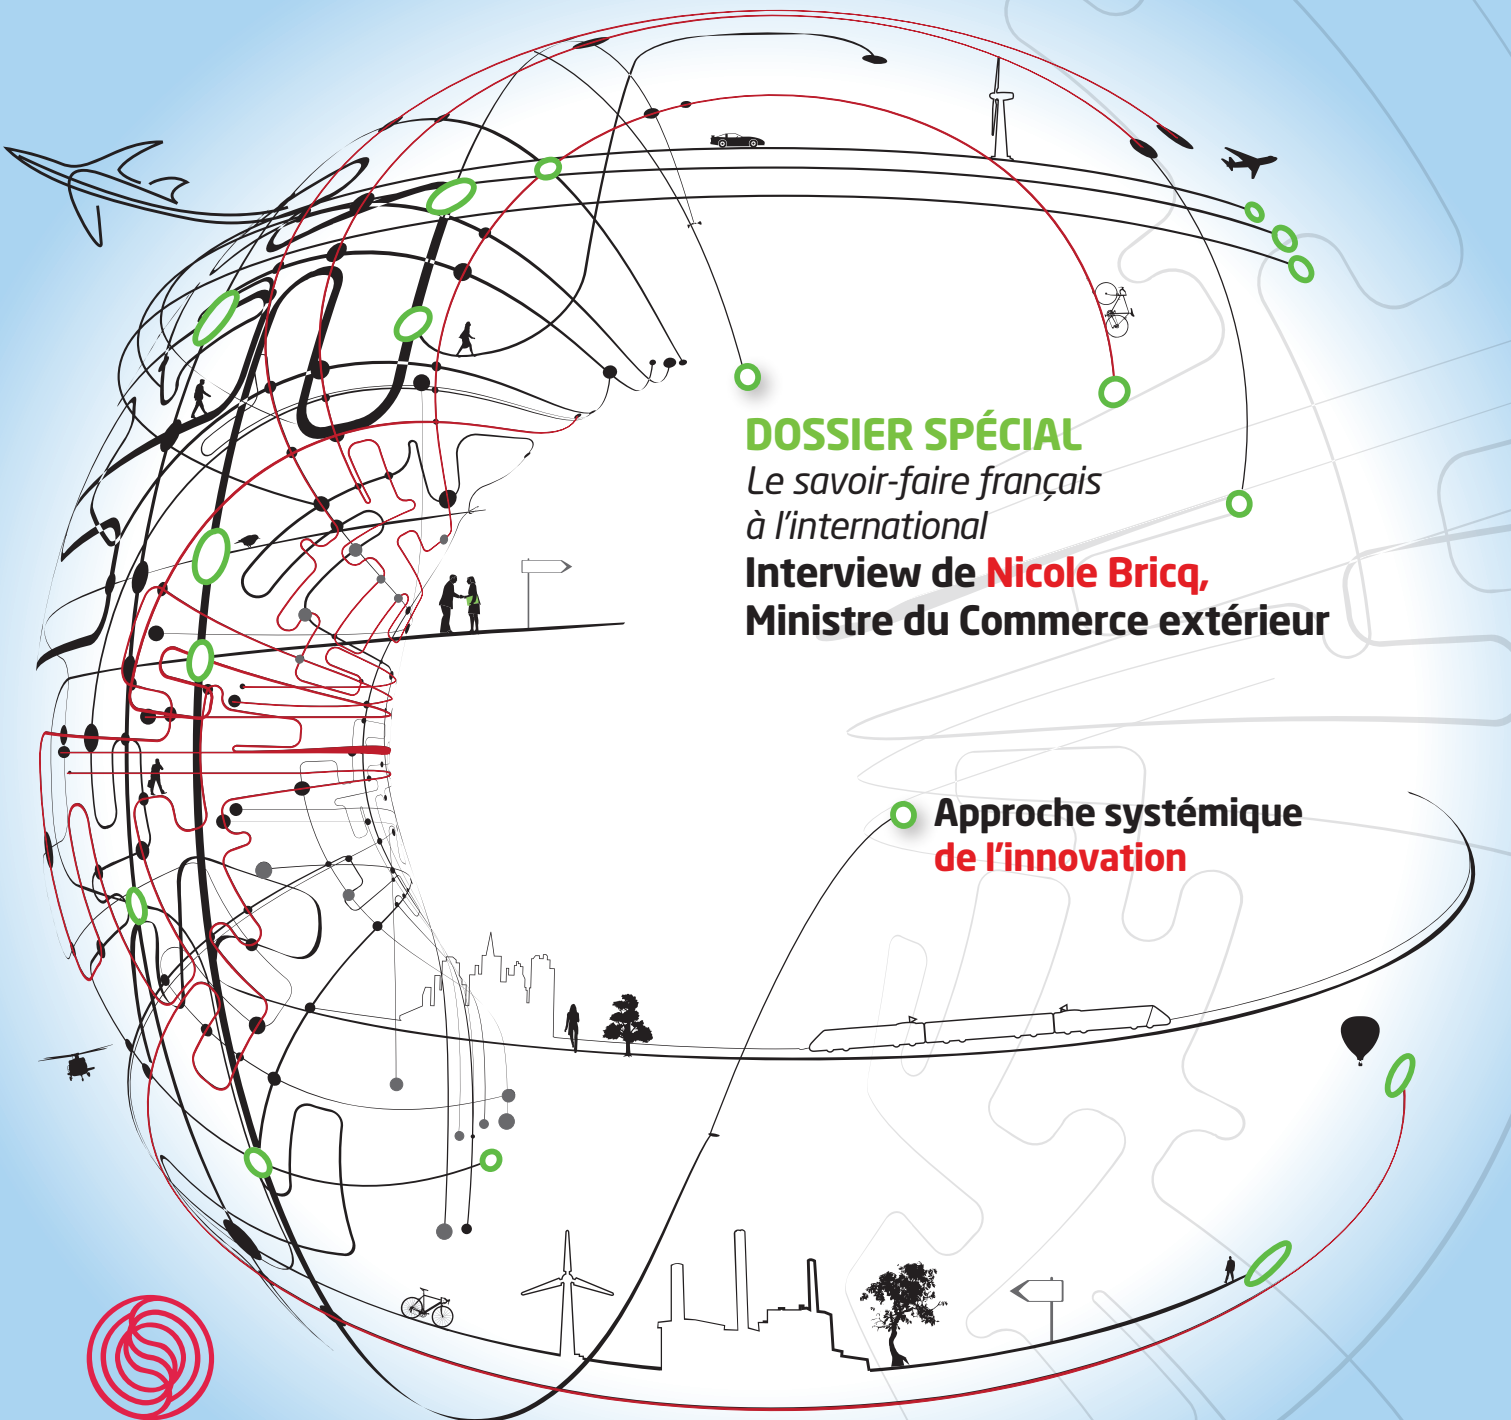 DOSSIER SPÉCIAL
Le savoir-faire français
à l'international
Interview de Nicole Bricq,
Ministre du Commerce extérieur
Approche systémique
de l'innovation